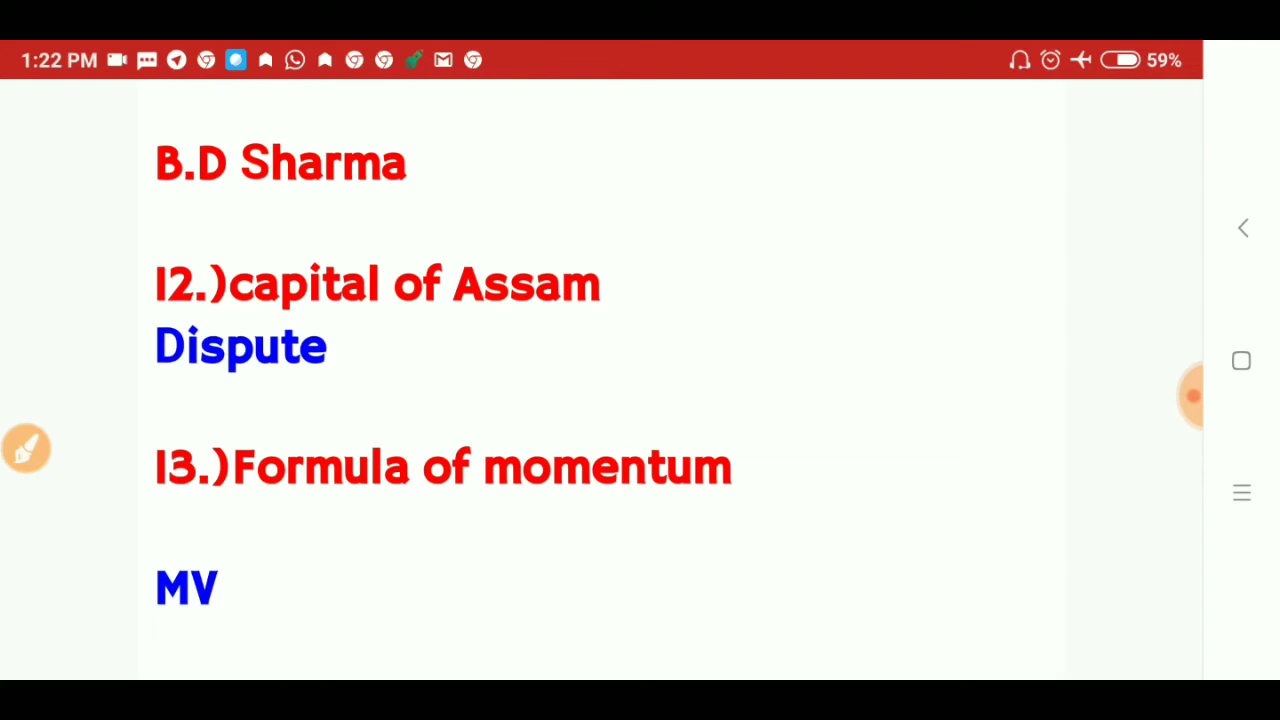 1:22 PM 59%
B.D Sharma
12.)capital of Assam
Dispute
13.)Formula of momentum
MV